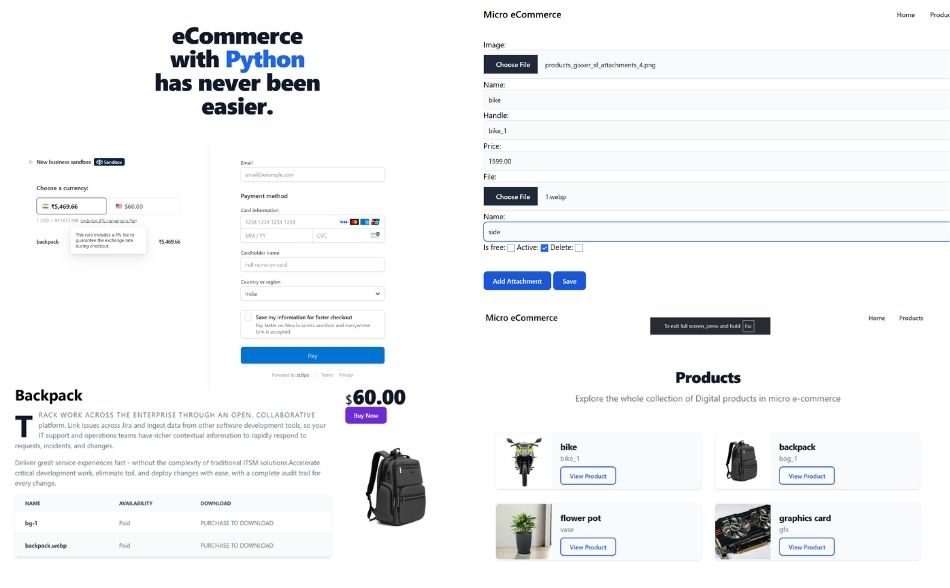 eCommerce
with Python
has never been
easier.
New business sandbox Sandbox
Choose a currency:
₹5,469.66 $60.00
This rate includes a 4% fee to
guarantee the exchange rate
during checkout.
backpack ₹5,469.66
Email
email@example.com
Payment method
Card information
1234 1234 1234 1234 VISA
MM / YY CVC
Cardholder name
Full name on card
Country or region
India
Save my information for faster checkout
Pay faster on New business sandbox and everywhere
Link is accepted.
Pay
Powered by stripe Terms Privacy
Backpack
$60.00
Buy Now
TRACK WORK ACROSS THE ENTERPRISE THROUGH AN OPEN, COLLABORATIVE
platform. Link issues across Jira and ingest data from other software development tools, so your
IT support and operations teams have richer contextual information to rapidly respond to
requests, incidents, and changes.
Deliver great service experiences fast - without the complexity of traditional ITSM solutions.Accelerate
critical development work, eliminate toil, and deploy changes with ease, with a complete audit trail for
every change.
NAME AVAILABILITY DOWNLOAD
bg-1 Paid PURCHASE TO DOWNLOAD
backpack.webp Paid PURCHASE TO DOWNLOAD
Micro eCommerce Home Produc
Image:
Choose File products_gixxer_sf_attachments_4.png
Name:
bike
Handle:
bike_1
Price:
1599.00
File:
Choose File 1.webp
Name:
side
Is free: Active: Delete:
Add Attachment Save
Micro eCommerce Home Products
To exit full screen, press and hold Esc
Products
Explore the whole collection of Digital products in micro e-commerce
bike
bike_1
View Product
backpack
bag_1
View Product
flower pot
vase
View Product
graphics card
gfx
View Product